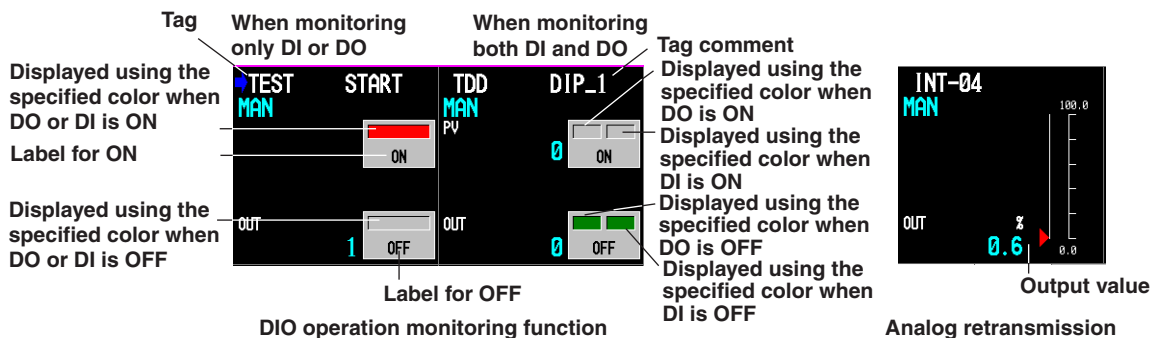 Tag
When monitoring
only DI or DO
When monitoring
both DI and DO
Tag comment
Displayed using the
specified color when
DO or DI is ON
Label for ON
Displayed using the
specified color when
DO or DI is OFF
TEST START
MAN
ON
OUT
1 OFF
TDD DIP_1
MAN
PV
0 ON
OUT
0 OFF
Label for OFF
Displayed using the
specified color when
DO is ON
Displayed using the
specified color when
DI is ON
Displayed using the
specified color when
DO is OFF
Displayed using the
specified color when
DI is OFF
DIO operation monitoring function
INT-04
MAN
100.0
OUT %
0.6 0.0
Output value
Analog retransmission